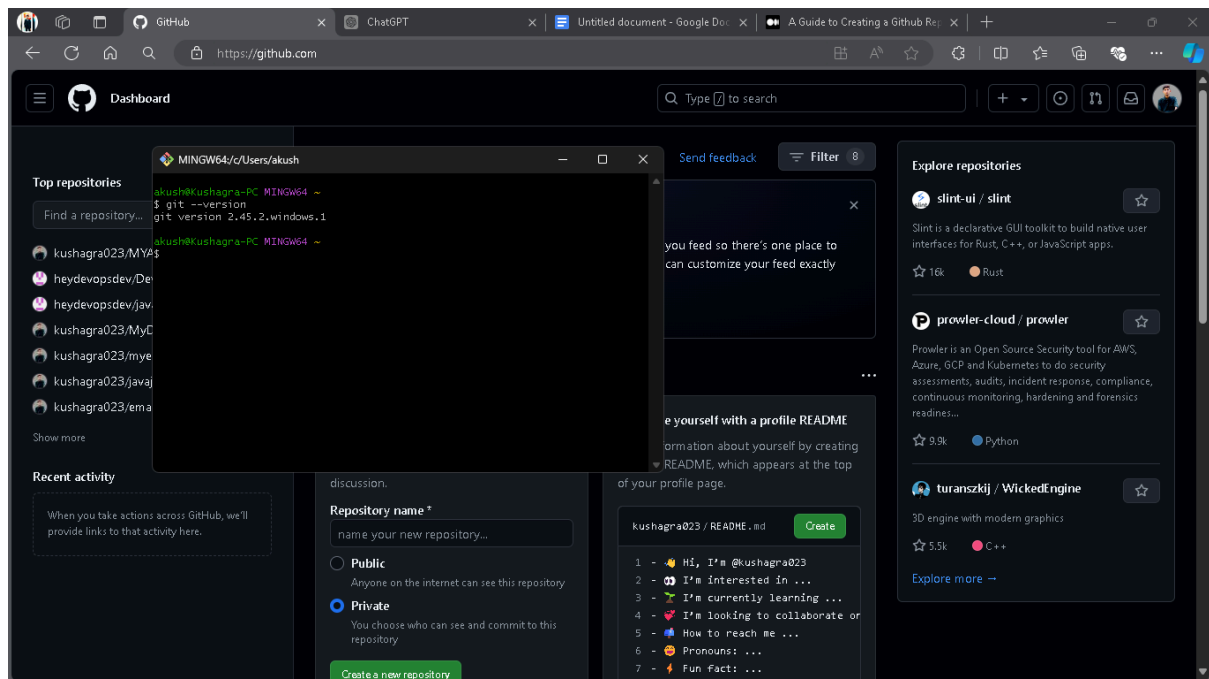 GitHub
ChatGPT
Untitled document - Google Doc
A Guide to Creating a Github Rep
https://github.com
Dashboard
Type / to search
Top repositories
Find a repository...
kushagra023/MYA
heydevopsdev/De
heydevopsdev/jav
kushagra023/MyD
kushagra023/mye
kushagra023/javaj
kushagra023/ema
Show more
Recent activity
When you take actions across GitHub, we'll
provide links to that activity here.
MINGW64:/c/Users/akush
akush@Kushagra-PC MINGW64 ~
$ git --version
git version 2.45.2.windows.1
akush@Kushagra-PC MINGW64 ~
$
Send feedback
Filter 8
you feed so there's one place to
can customize your feed exactly
discussion.
Repository name *
name your new repository...
Public
Anyone on the internet can see this repository
Private
You choose who can see and commit to this
repository
Create a new repository
e yourself with a profile README
ormation about yourself by creating
README, which appears at the top
of your profile page.
kushagra023 / README.md
Create
1 - 👋 Hi, I'm @kushagra023
2 - 👀 I'm interested in ...
3 - 🌱 I'm currently learning ...
4 - 💞️ I'm looking to collaborate or
5 - 📫 How to reach me ...
6 - 😄 Pronouns: ...
7 - ⚡ Fun fact: ...
Explore repositories
slint-ui / slint
Slint is a declarative GUI toolkit to build native user
interfaces for Rust, C++, or JavaScript apps.
16k Rust
prowler-cloud / prowler
Prowler is an Open Source Security tool for AWS,
Azure, GCP and Kubernetes to do security
assessments, audits, incident response, compliance,
continuous monitoring, hardening and forensics
readines...
9.9k Python
turanszkij / WickedEngine
3D engine with modern graphics
5.5k C++
Explore more →